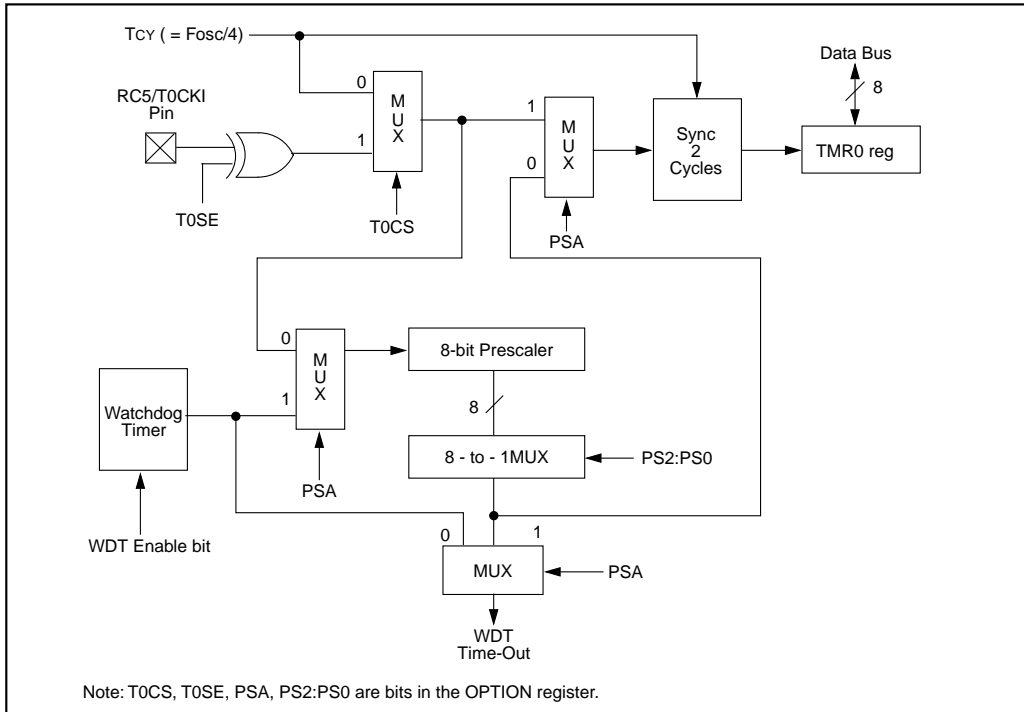 TCY ( = Fosc/4)
Data Bus
8
RC5/T0CKI
Pin
0
1
MUX
T0CS
T0SE
1
0
MUX
PSA
Sync
2
Cycles
TMR0 reg
0
1
MUX
PSA
8-bit Prescaler
8
Watchdog
Timer
WDT Enable bit
8 - to - 1MUX
PS2:PS0
0
1
MUX
PSA
WDT
Time-Out
Note: T0CS, T0SE, PSA, PS2:PS0 are bits in the OPTION register.